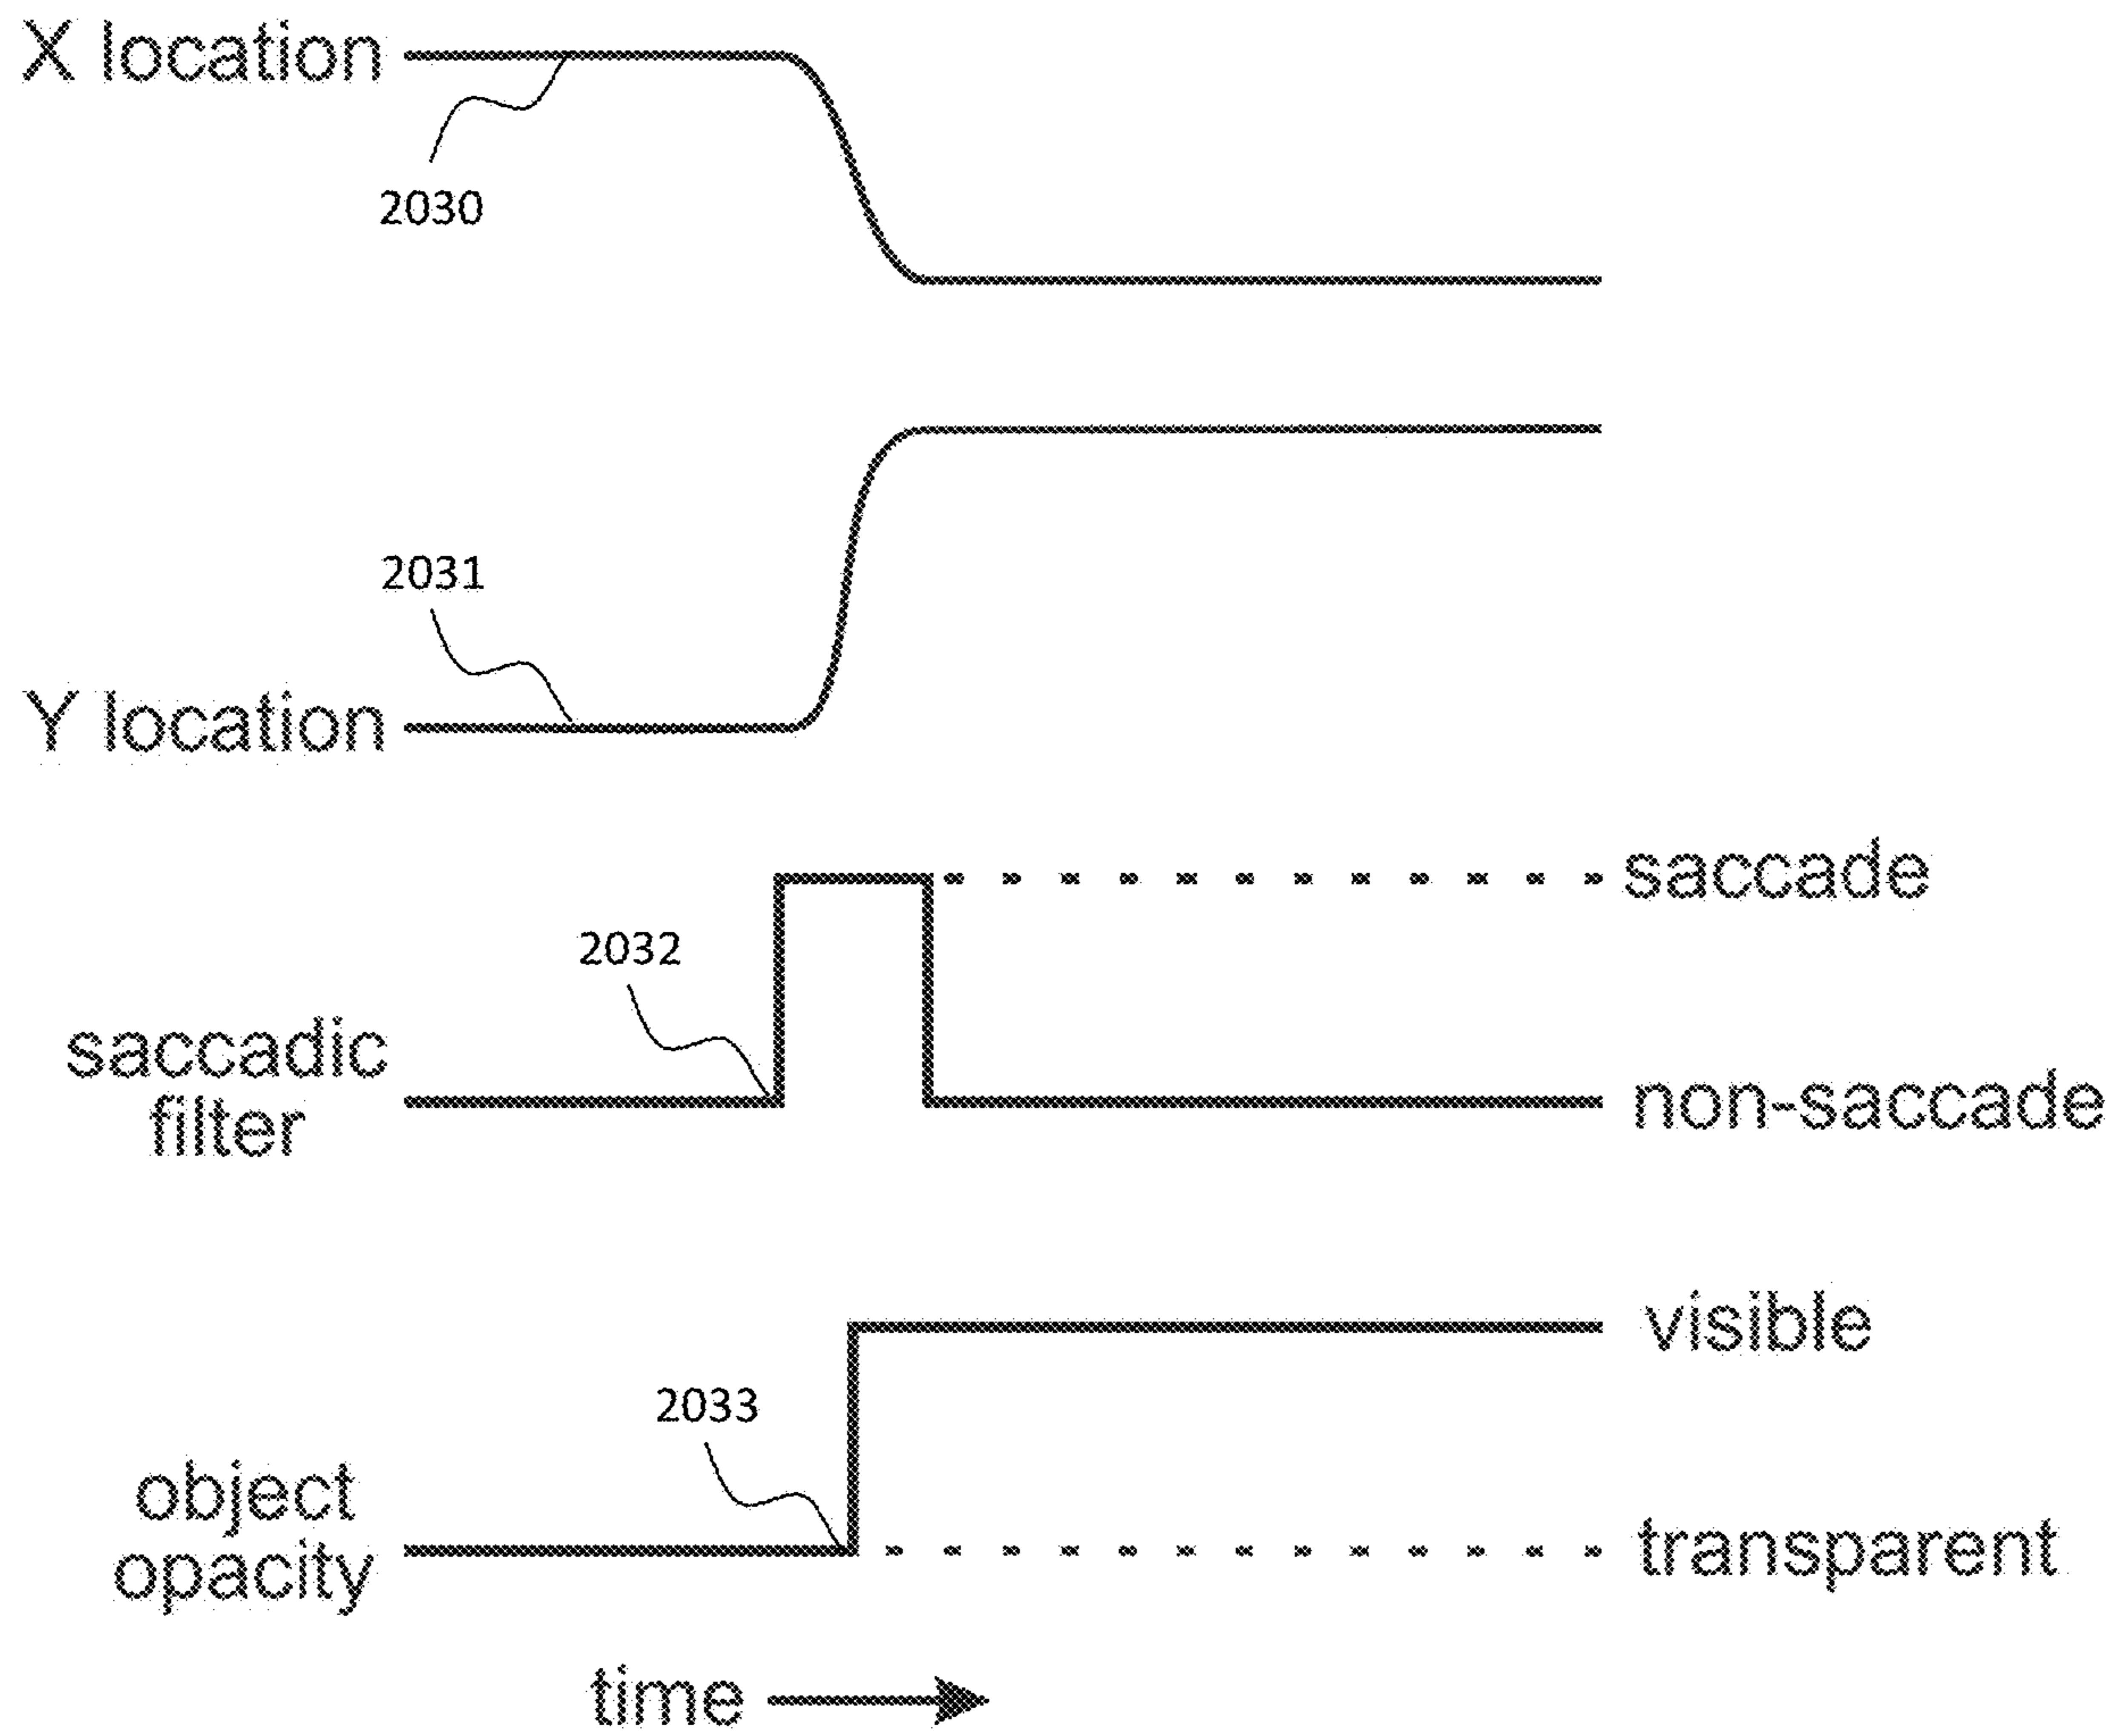 X location
2030
2031
Y location
saccade
2032
saccadic
filter
non-saccade
visible
2033
object
opacity
transparent
time